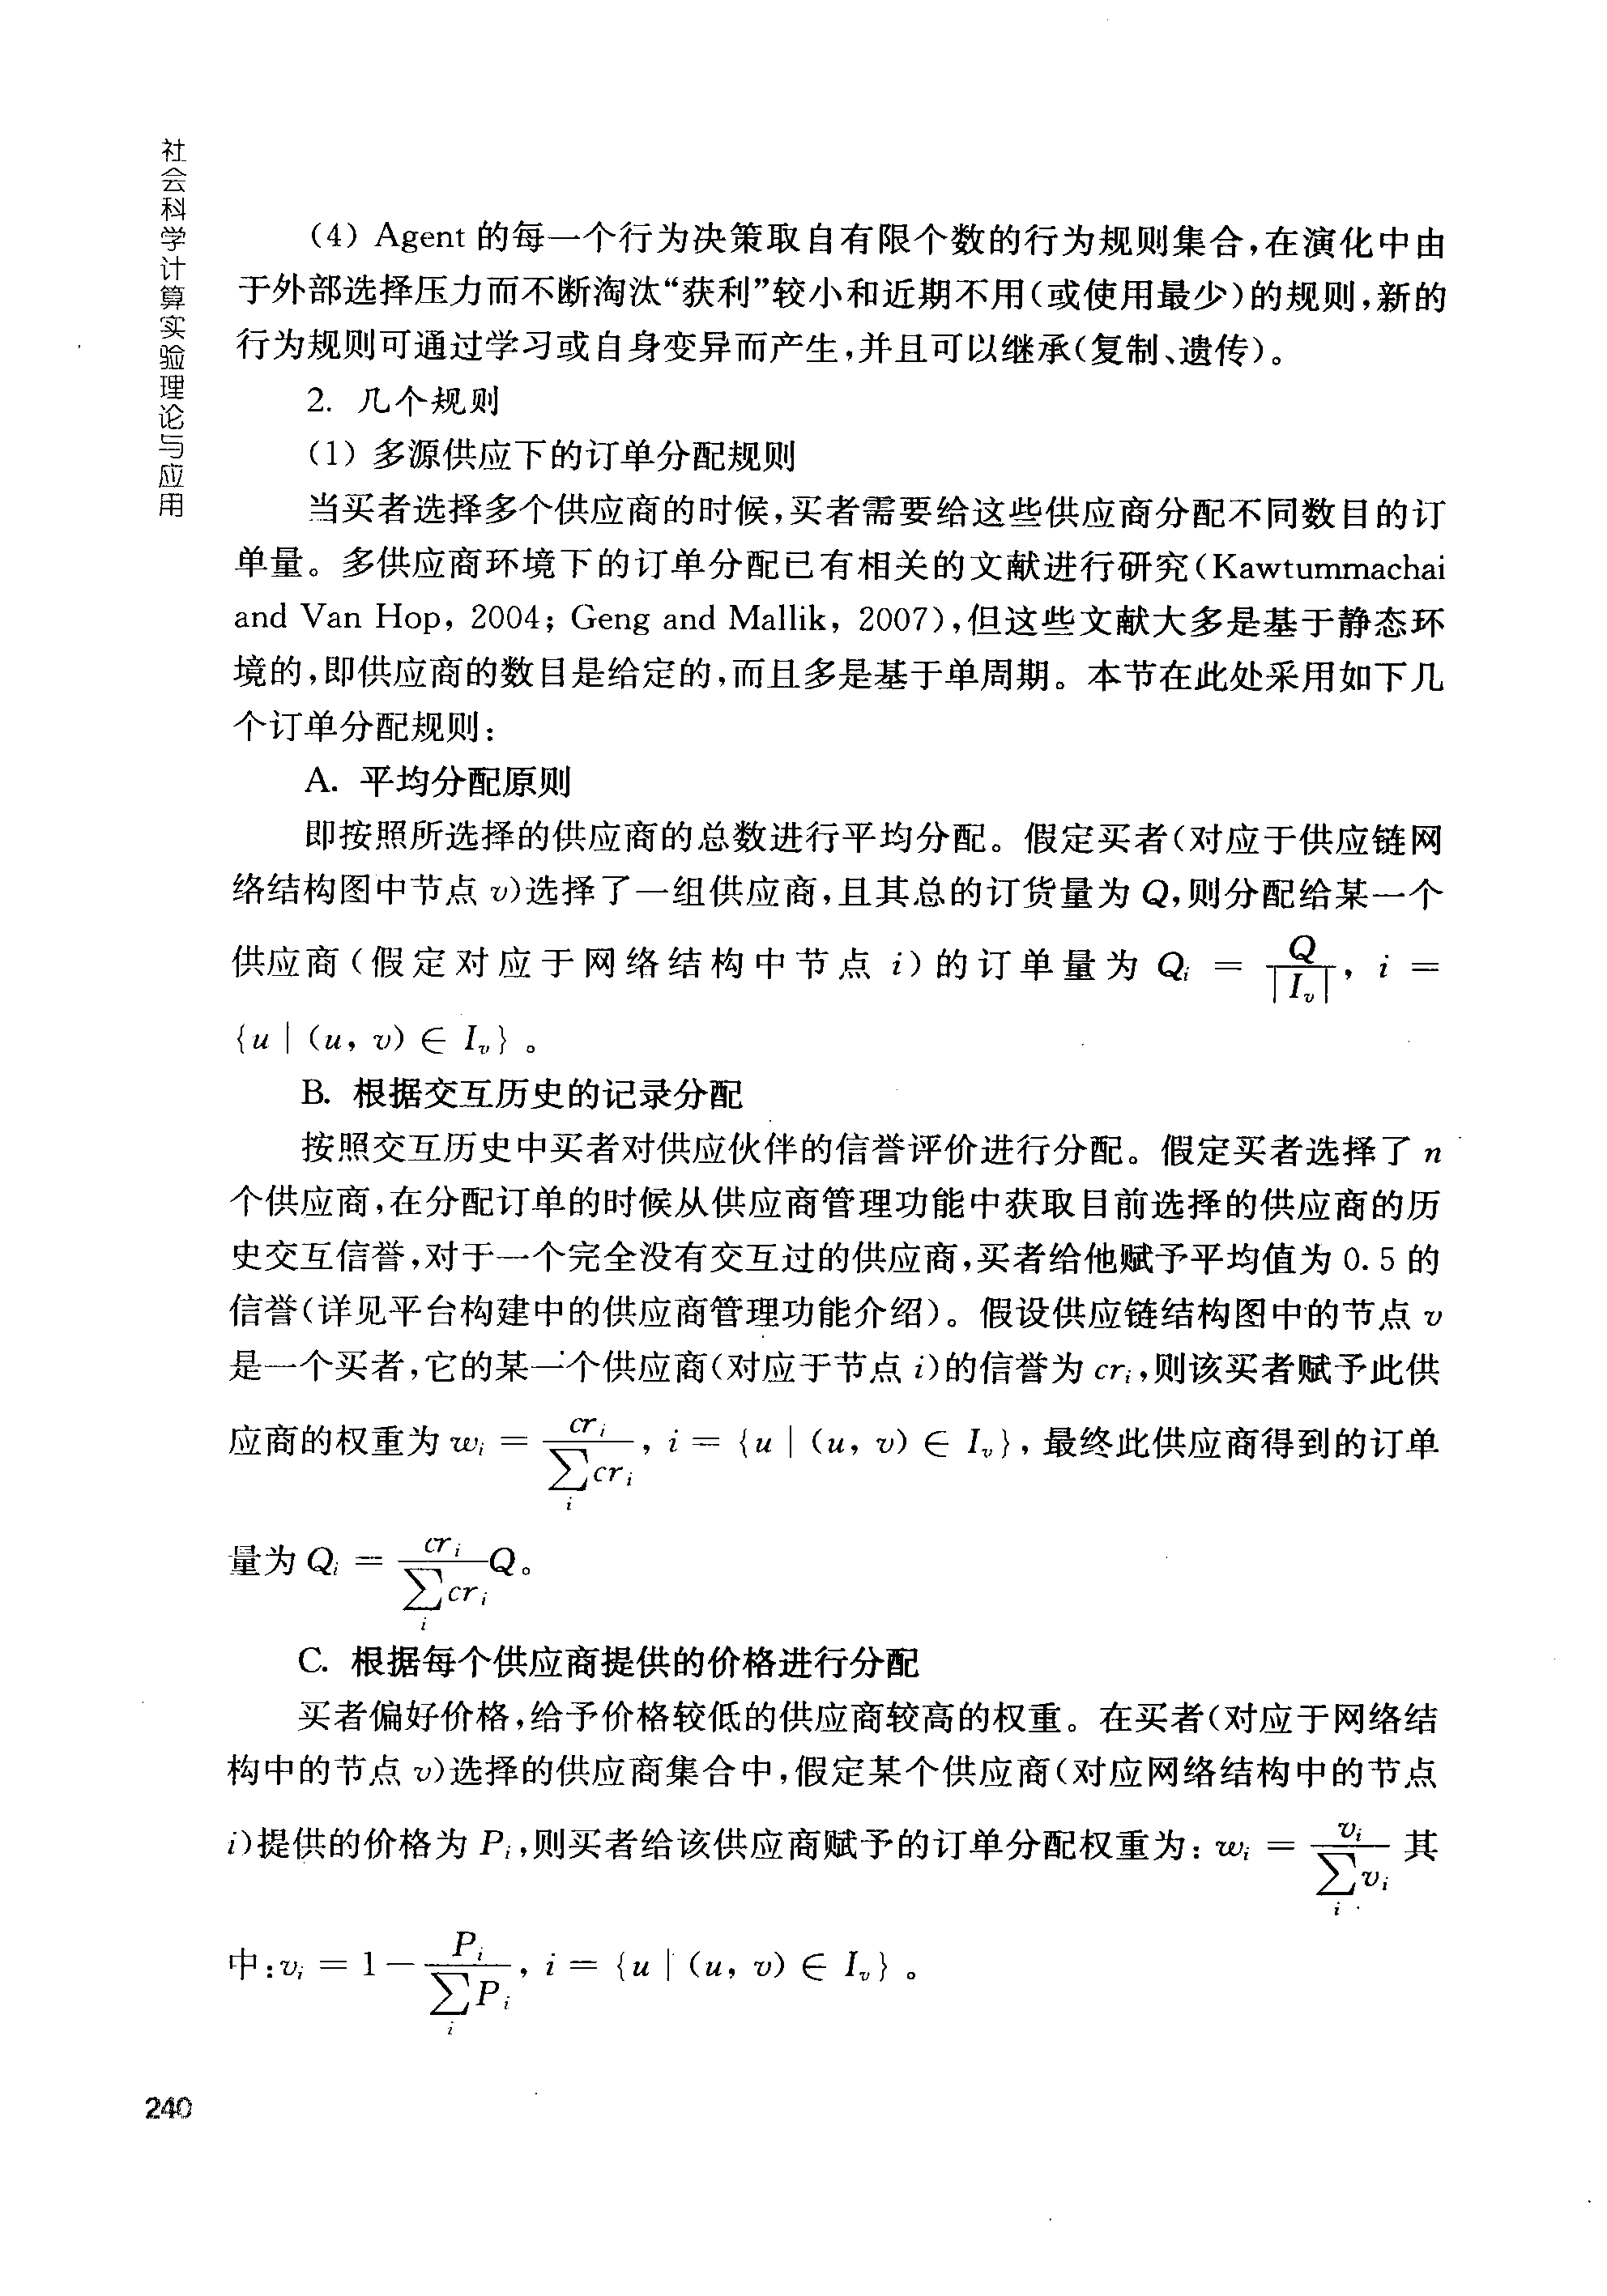 社会科学计算实验理论与应用
(4) Agent 的每一个行为决策取自有限个数的行为规则集合,在演化中由
于外部选择压力而不断淘汰“获利”较小和近期不用(或使用最少)的规则,新的
行为规则可通过学习或自身变异而产生,并且可以继承(复制、遗传)。
2. 几个规则
(1) 多源供应下的订单分配规则
当买者选择多个供应商的时候,买者需要给这些供应商分配不同数目的订
单量。多供应商环境下的订单分配已有相关的文献进行研究(Kawtummachai
and Van Hop, 2004; Geng and Mallik, 2007),但这些文献大多是基于静态环
境的,即供应商的数目是给定的,而且多是基于单周期。本节在此处采用如下几
个订单分配规则:
A. 平均分配原则
即按照所选择的供应商的总数进行平均分配。假定买者(对应于供应链网
络结构图中节点 v)选择了一组供应商,且其总的订货量为 Q,则分配给某一个
供应商(假定对应于网络结构中节点 i)的订单量为 $Q_i = \frac{Q}{|I_v|}$, i =
{u | (u, v) ∈ $I_v$}。
B. 根据交互历史的记录分配
按照交互历史中买者对供应伙伴的信誉评价进行分配。假定买者选择了 n
个供应商,在分配订单的时候从供应商管理功能中获取目前选择的供应商的历
史交互信誉,对于一个完全没有交互过的供应商,买者给他赋予平均值为 0.5 的
信誉(详见平台构建中的供应商管理功能介绍)。假设供应链结构图中的节点 v
是一个买者,它的某一个供应商(对应于节点 i)的信誉为 $cr_i$,则该买者赋予此供
应商的权重为 $w_i = \frac{cr_i}{\sum_i cr_i}$, i = {u | (u, v) ∈ $I_v$},最终此供应商得到的订单
量为 $Q_i = \frac{cr_i}{\sum_i cr_i}Q$。
C. 根据每个供应商提供的价格进行分配
买者偏好价格,给予价格较低的供应商较高的权重。在买者(对应于网络结
构中的节点 v)选择的供应商集合中,假定某个供应商(对应网络结构中的节点
i)提供的价格为 $P_i$,则买者给该供应商赋予的订单分配权重为: $w_i = \frac{v_i}{\sum_i v_i}$ 其
中:$v_i = 1 - \frac{P_i}{\sum_i P_i}$, i = {u | (u, v) ∈ $I_v$}。
240